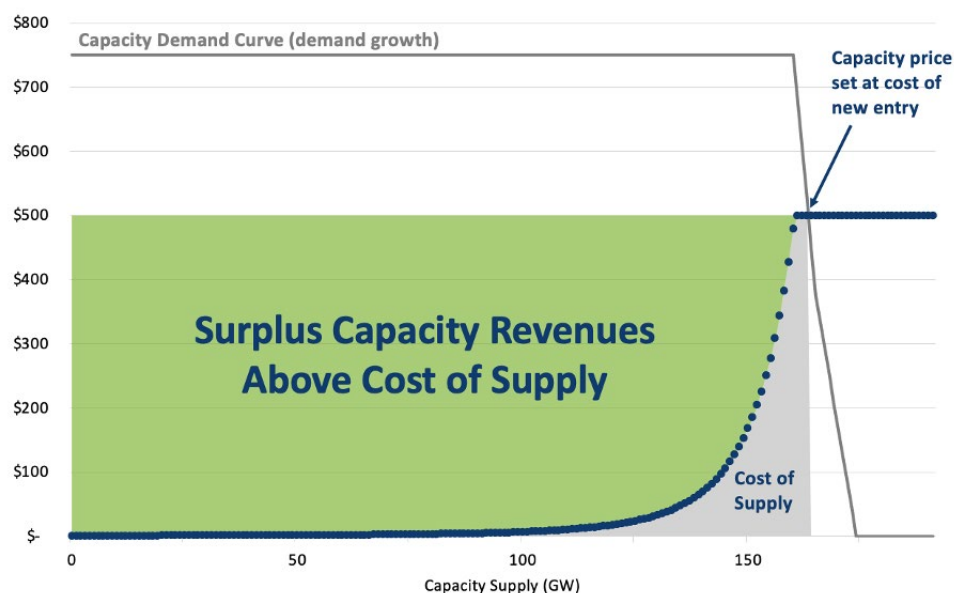 $800
Capacity Demand Curve (demand growth)
Capacity price
set at cost of
new entry
$700
$600
$500
$400
Surplus Capacity Revenues
Above Cost of Supply
$300
$200
$100
Cost of
Supply
$-
0
50
100
150
Capacity Supply (GW)